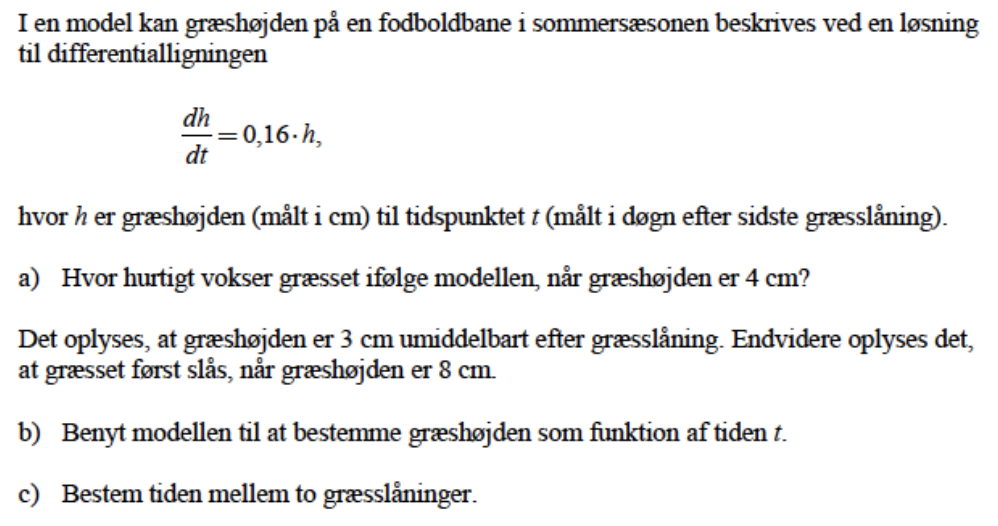 I en model kan græshøjden på en fodboldbane i sommersæsonen beskrives ved en løsning
til differentialligningen
dh/dt = 0,16 · h,
hvor h er græshøjden (målt i cm) til tidspunktet t (målt i døgn efter sidste græsslåning).
a) Hvor hurtigt vokser græsset ifølge modellen, når græshøjden er 4 cm?
Det oplyses, at græshøjden er 3 cm umiddelbart efter græsslåning. Endvidere oplyses det,
at græsset først slås, når græshøjden er 8 cm.
b) Benyt modellen til at bestemme græshøjden som funktion af tiden t.
c) Bestem tiden mellem to græsslåninger.